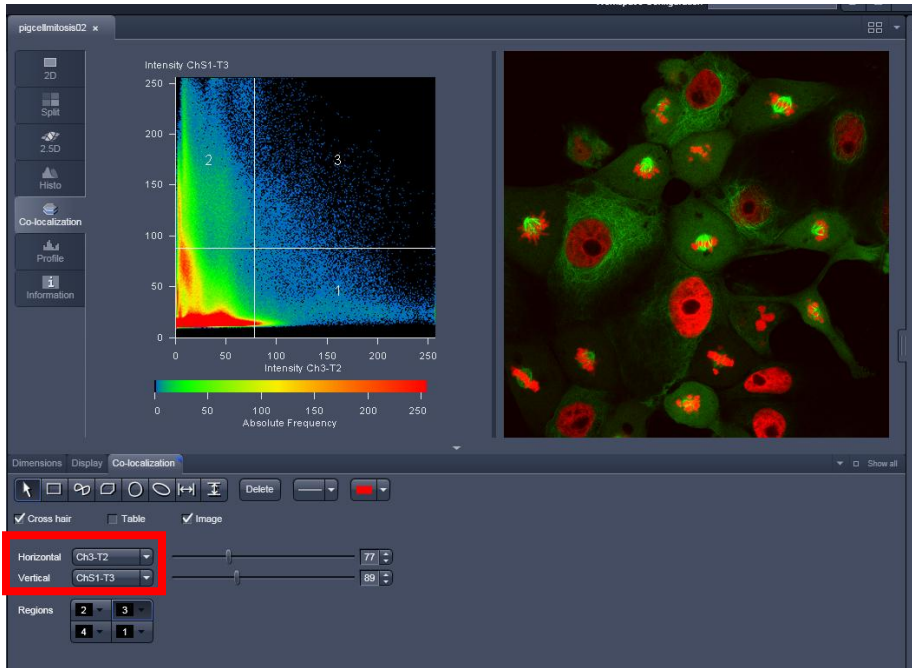 Workspace Configuration
pigcellmitosis02 ×
2D
Split
2.5D
Histo
Co-localization
Profile
Information
Intensity ChS1-T3
250
200
150
100
50
0
2
3
1
0 50 100 150 200 250
Intensity Ch3-T2
0 50 100 150 200 250
Absolute Frequency
Dimensions Display Co-localization
Show all
Delete
Cross hair Table Image
Horizontal Ch3-T2 77
Vertical ChS1-T3 89
Regions 2 3
4 1